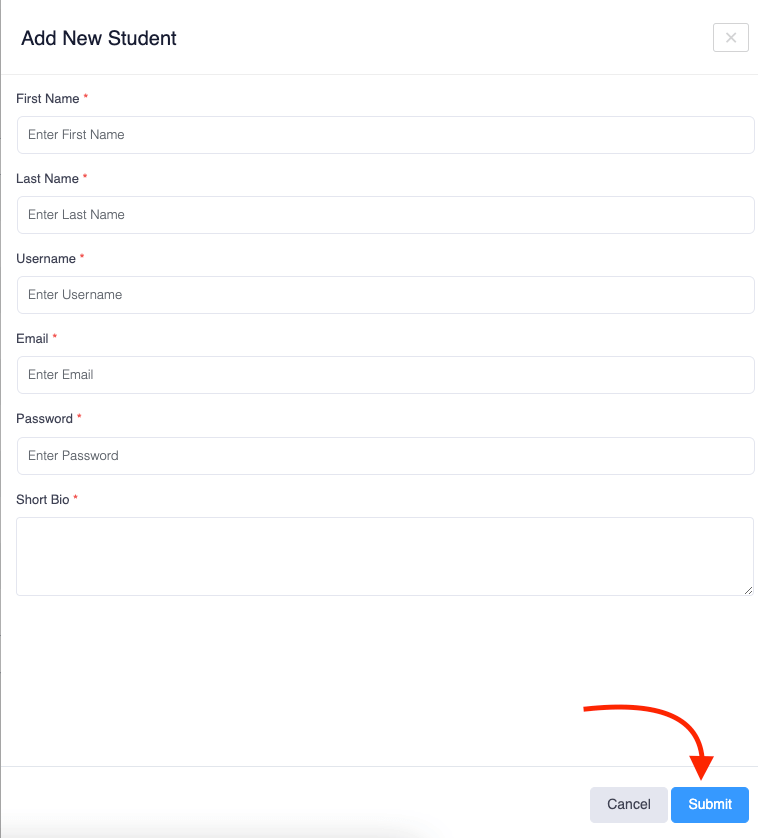 Add New Student
First Name *
Enter First Name
Last Name *
Enter Last Name
Username *
Enter Username
Email *
Enter Email
Password *
Enter Password
Short Bio *
Cancel Submit